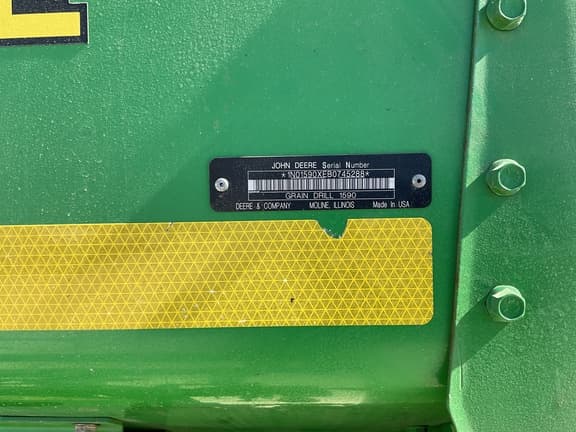 JOHN DEERE Serial Number
*1N01590XEB0745288*
GRAIN DRILL 1590
DEERE & COMPANY MOLINE, ILLINOIS Made In USA